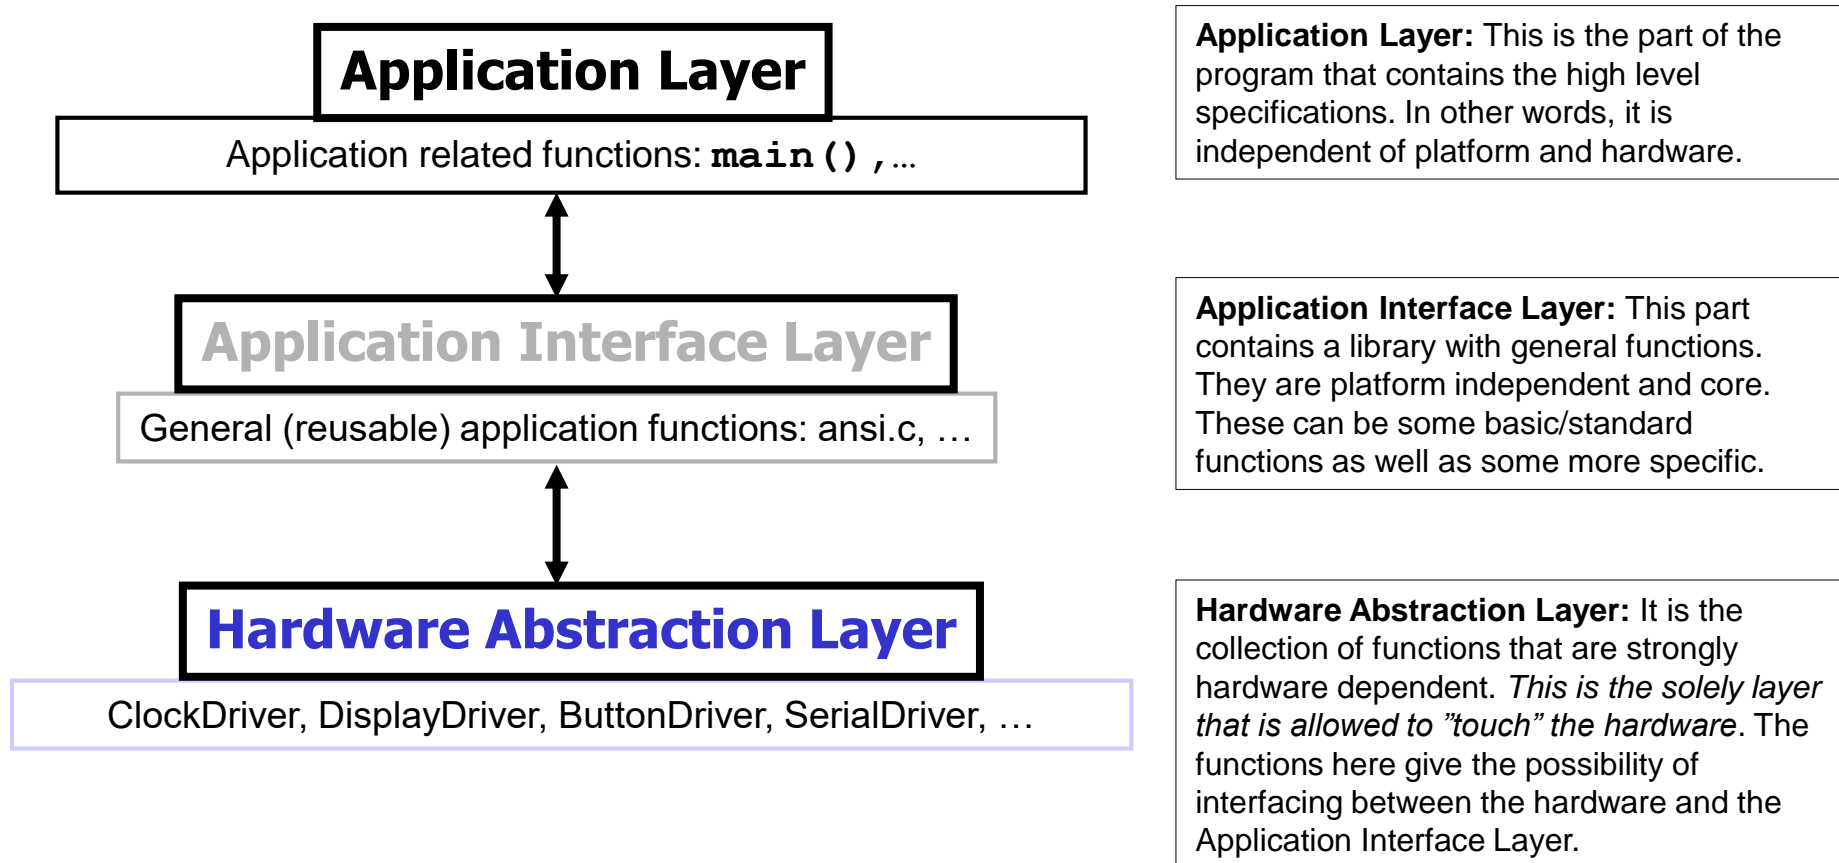 Application Layer
Application related functions: main(),…
Application Interface Layer
General (reusable) application functions: ansi.c, …
Hardware Abstraction Layer
ClockDriver, DisplayDriver, ButtonDriver, SerialDriver, …
Application Layer: This is the part of the
program that contains the high level
specifications. In other words, it is
independent of platform and hardware.
Application Interface Layer: This part
contains a library with general functions.
They are platform independent and core.
These can be some basic/standard
functions as well as some more specific.
Hardware Abstraction Layer: It is the
collection of functions that are strongly
hardware dependent. This is the solely layer
that is allowed to ”touch” the hardware. The
functions here give the possibility of
interfacing between the hardware and the
Application Interface Layer.